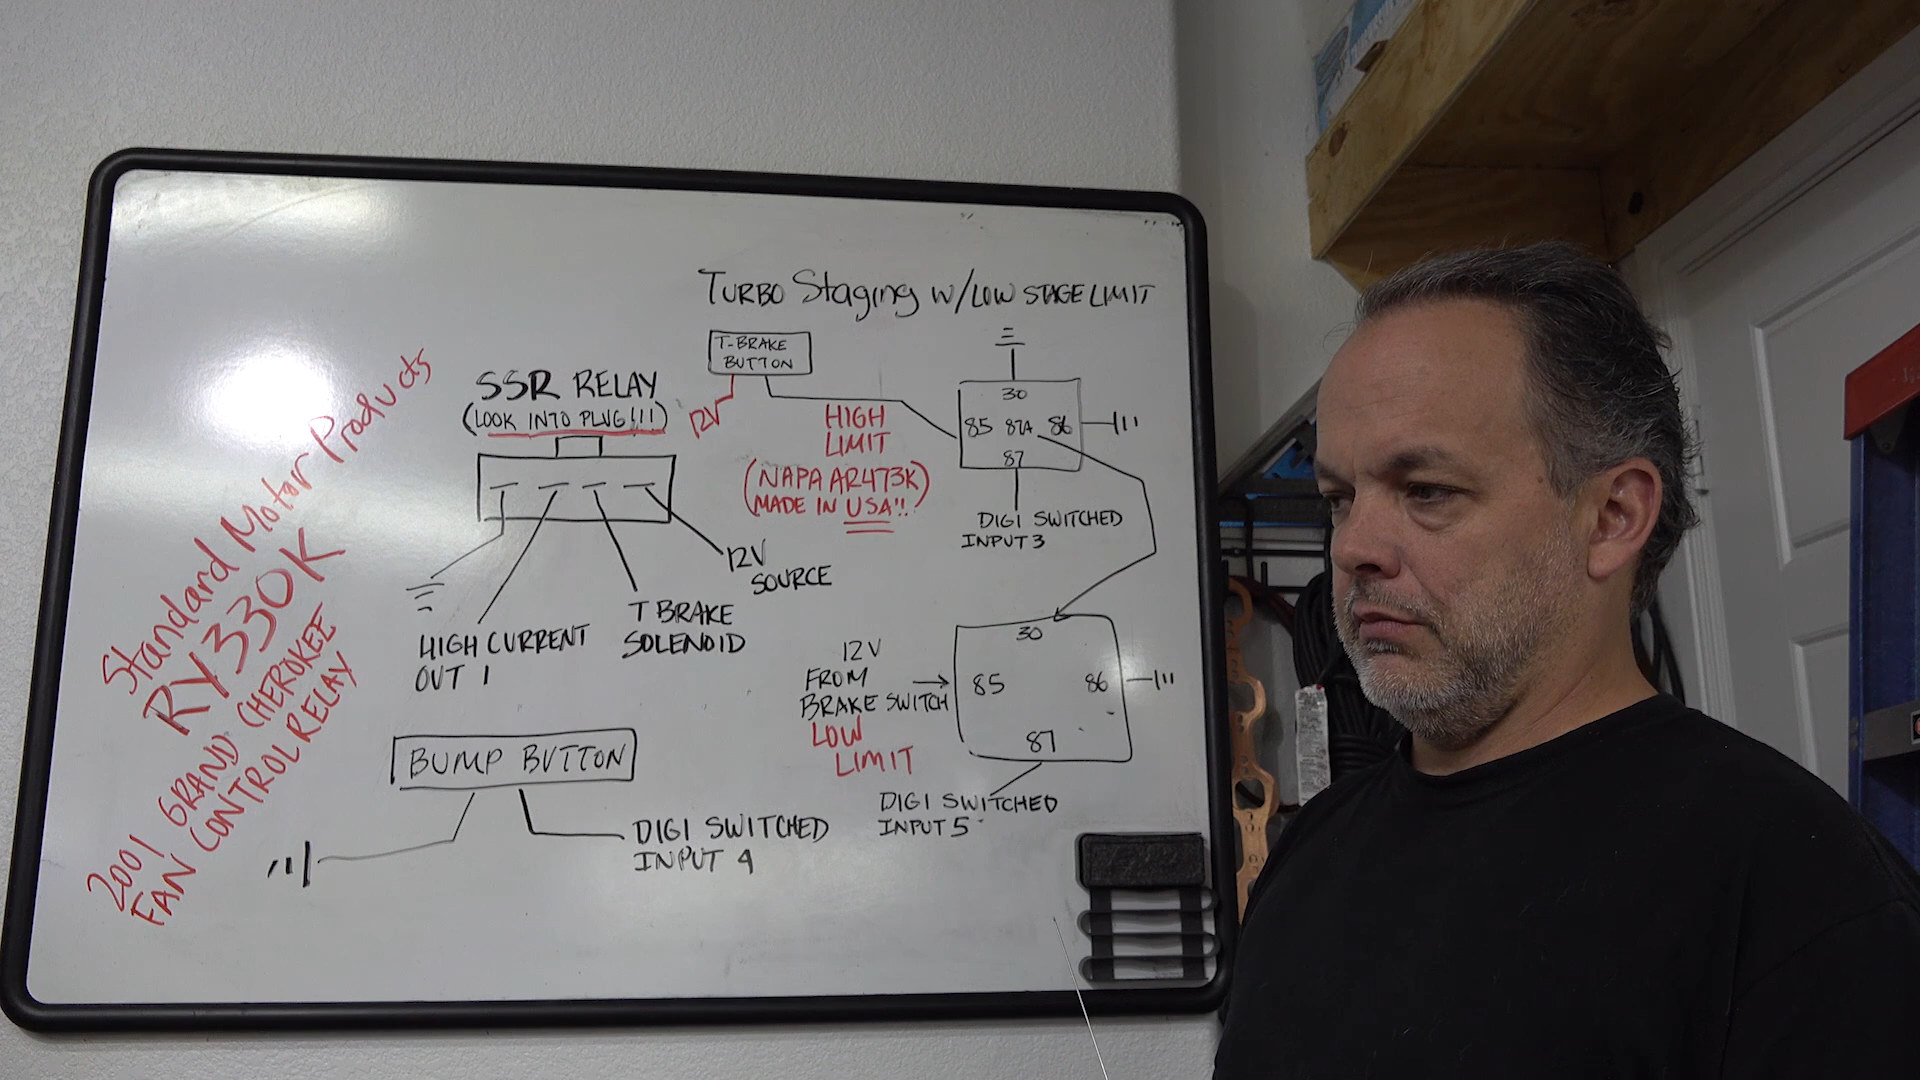 TURBO Staging W/LOW STAGE LIMIT
T-BRAKE
BUTTON
12V
HIGH
LIMIT
(NAPA AR473K)
(MADE IN USA!!
30
85 87A 86
87
DIGI SWITCHED
INPUT 3
SSR RELAY
(LOOK INTO PLUG!!!)
12V
SOURCE
T BRAKE
SOLENOID
HIGH CURRENT
OUT 1
Standard Motor Products
RY330K
2001 GRAND CHEROKEE
FAN CONTROL RELAY
BUMP BUTTON
DIGI SWITCHED
INPUT 4
12V
FROM
BRAKE SWITCH
LOW
LIMIT
30
85 86
87
DIGI SWITCHED
INPUT 5